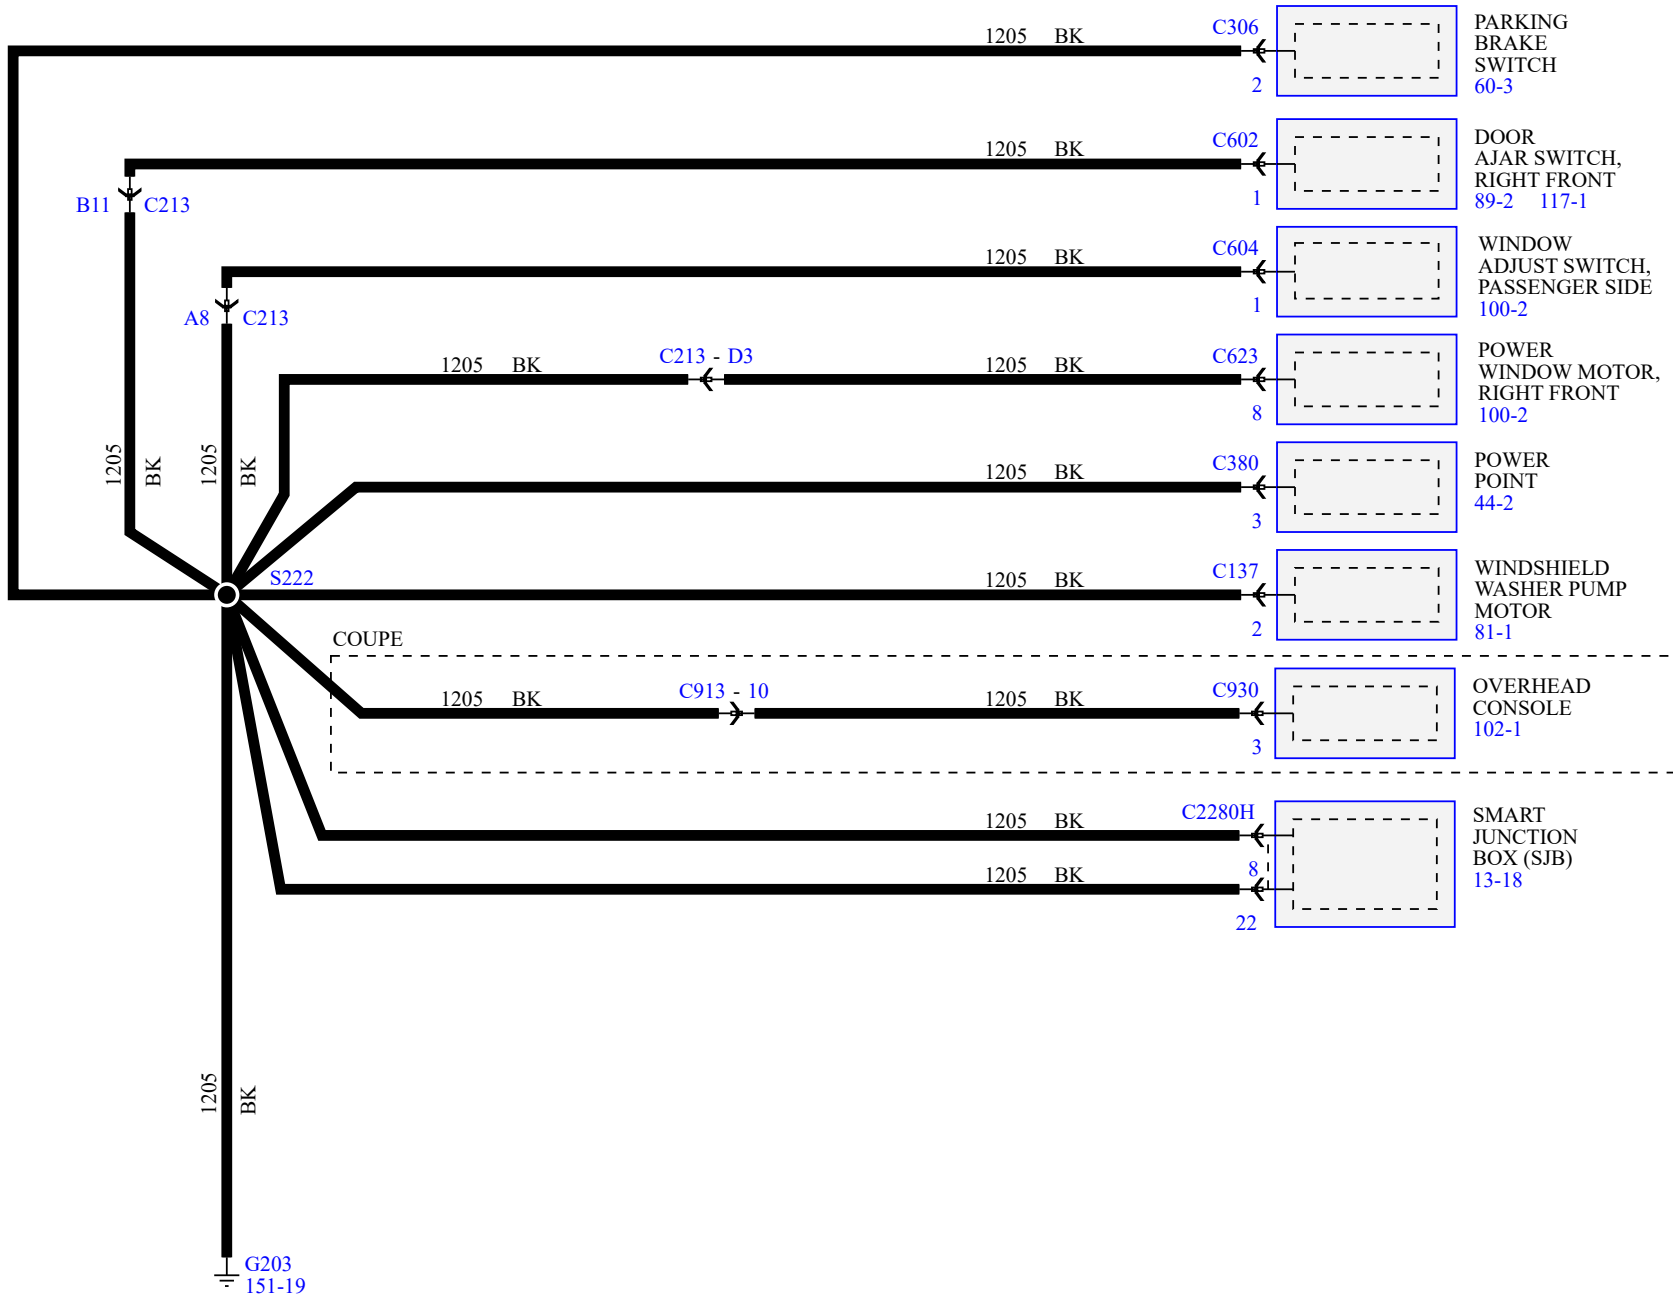 1205 BK C306
2
PARKING
BRAKE
SWITCH
60-3
1205 BK C602
1
DOOR
AJAR SWITCH,
RIGHT FRONT
89-2 117-1
B11 C213
1205 BK C604
1
WINDOW
ADJUST SWITCH,
PASSENGER SIDE
100-2
A8 C213
1205 BK C213 - D3 1205 BK C623
8
POWER
WINDOW MOTOR,
RIGHT FRONT
100-2
1205 BK 1205 BK
1205 BK C380
3
POWER
POINT
44-2
S222
1205 BK C137
2
WINDSHIELD
WASHER PUMP
MOTOR
81-1
COUPE
1205 BK C913 - 10 1205 BK C930
3
OVERHEAD
CONSOLE
102-1
1205 BK C2280H
8
1205 BK
22
SMART
JUNCTION
BOX (SJB)
13-18
1205 BK
G203
151-19